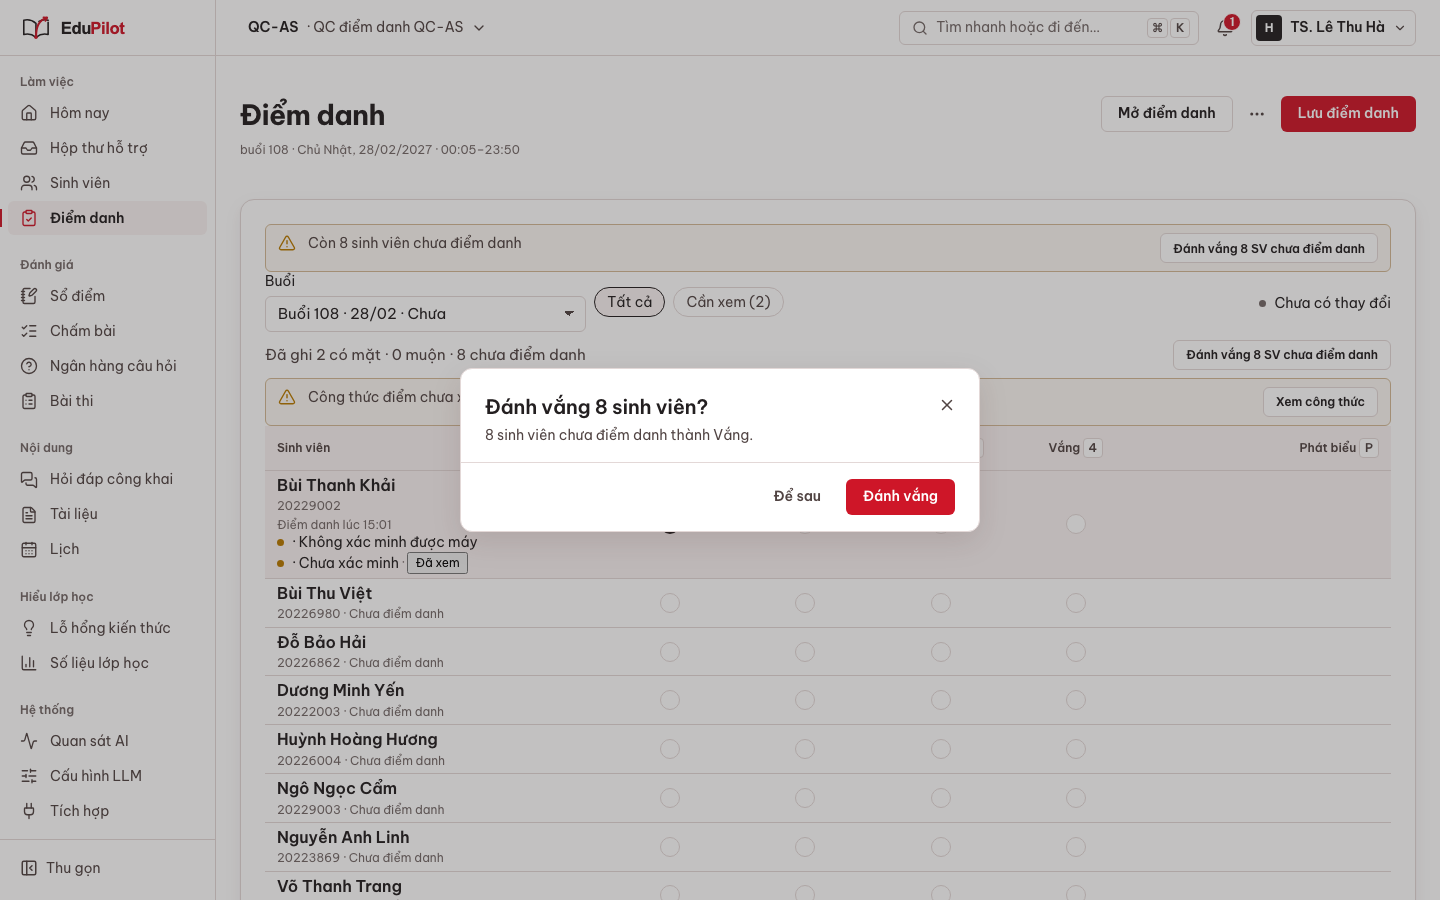 EduPilot
QC-AS · QC điểm danh QC-AS
Tìm nhanh hoặc đi đến...
⌘ K
1
H TS. Lê Thu Hà
Làm việc
Hôm nay
Hộp thư hỗ trợ
Sinh viên
Điểm danh
Đánh giá
Sổ điểm
Chấm bài
Ngân hàng câu hỏi
Bài thi
Nội dung
Hỏi đáp công khai
Tài liệu
Lịch
Hiểu lớp học
Lỗ hổng kiến thức
Số liệu lớp học
Hệ thống
Quan sát AI
Cấu hình LLM
Tích hợp
Thu gọn
Điểm danh
buổi 108 · Chủ Nhật, 28/02/2027 · 00:05–23:50
Mở điểm danh
Lưu điểm danh
Còn 8 sinh viên chưa điểm danh
Đánh vắng 8 SV chưa điểm danh
Buổi
Buổi 108 · 28/02 · Chưa
Tất cả
Cần xem (2)
Chưa có thay đổi
Đã ghi 2 có mặt · 0 muộn · 8 chưa điểm danh
Đánh vắng 8 SV chưa điểm danh
Công thức điểm chưa
Xem công thức
Đánh vắng 8 sinh viên?
8 sinh viên chưa điểm danh thành Vắng.
Để sau
Đánh vắng
Sinh viên
Vắng 4
Phát biểu P
Bùi Thanh Khải
20229002
Điểm danh lúc 15:01
· Không xác minh được máy
· Chưa xác minh · Đã xem
Bùi Thu Việt
20226980 · Chưa điểm danh
Đỗ Bảo Hải
20226862 · Chưa điểm danh
Dương Minh Yến
20222003 · Chưa điểm danh
Huỳnh Hoàng Hương
20226004 · Chưa điểm danh
Ngô Ngọc Cẩm
20229003 · Chưa điểm danh
Nguyễn Anh Linh
20223869 · Chưa điểm danh
Võ Thanh Trang